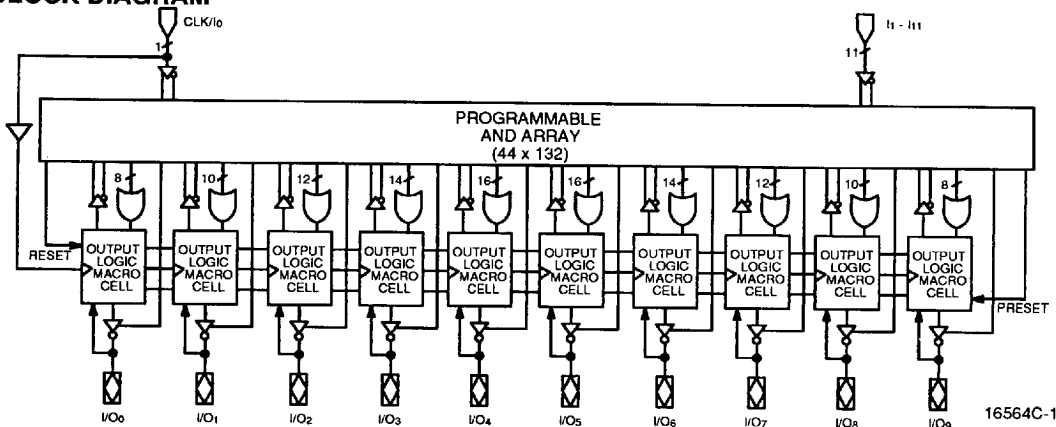 BLOCK DIAGRAM
CLK/I0
I1 - I11
1
11
PROGRAMMABLE
AND ARRAY
(44 x 132)
8
10
12
14
16
16
14
12
10
8
RESET
OUTPUT
LOGIC
MACRO
CELL
OUTPUT
LOGIC
MACRO
CELL
OUTPUT
LOGIC
MACRO
CELL
OUTPUT
LOGIC
MACRO
CELL
OUTPUT
LOGIC
MACRO
CELL
OUTPUT
LOGIC
MACRO
CELL
OUTPUT
LOGIC
MACRO
CELL
OUTPUT
LOGIC
MACRO
CELL
OUTPUT
LOGIC
MACRO
CELL
OUTPUT
LOGIC
MACRO
CELL
PRESET
I/O0
I/O1
I/O2
I/O3
I/O4
I/O5
I/O6
I/O7
I/O8
I/O9
16564C-1